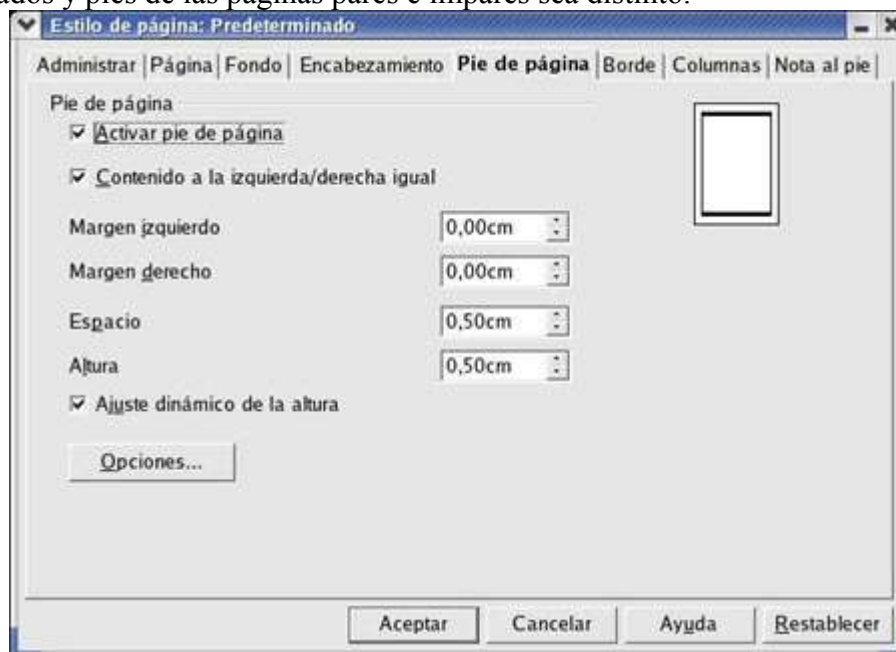 ados y pies de las páginas pares e impares sea distinto.
Estilo de página: Predeterminado
Administrar Página Fondo Encabezamiento Pie de página Borde Columnas Nota al pie
Pie de página
Activar pie de página
Contenido a la izquierda/derecha igual
Margen izquierdo 0,00cm
Margen derecho 0,00cm
Espacio 0,50cm
Altura 0,50cm
Ajuste dinámico de la altura
Opciones...
Aceptar Cancelar Ayuda Restablecer